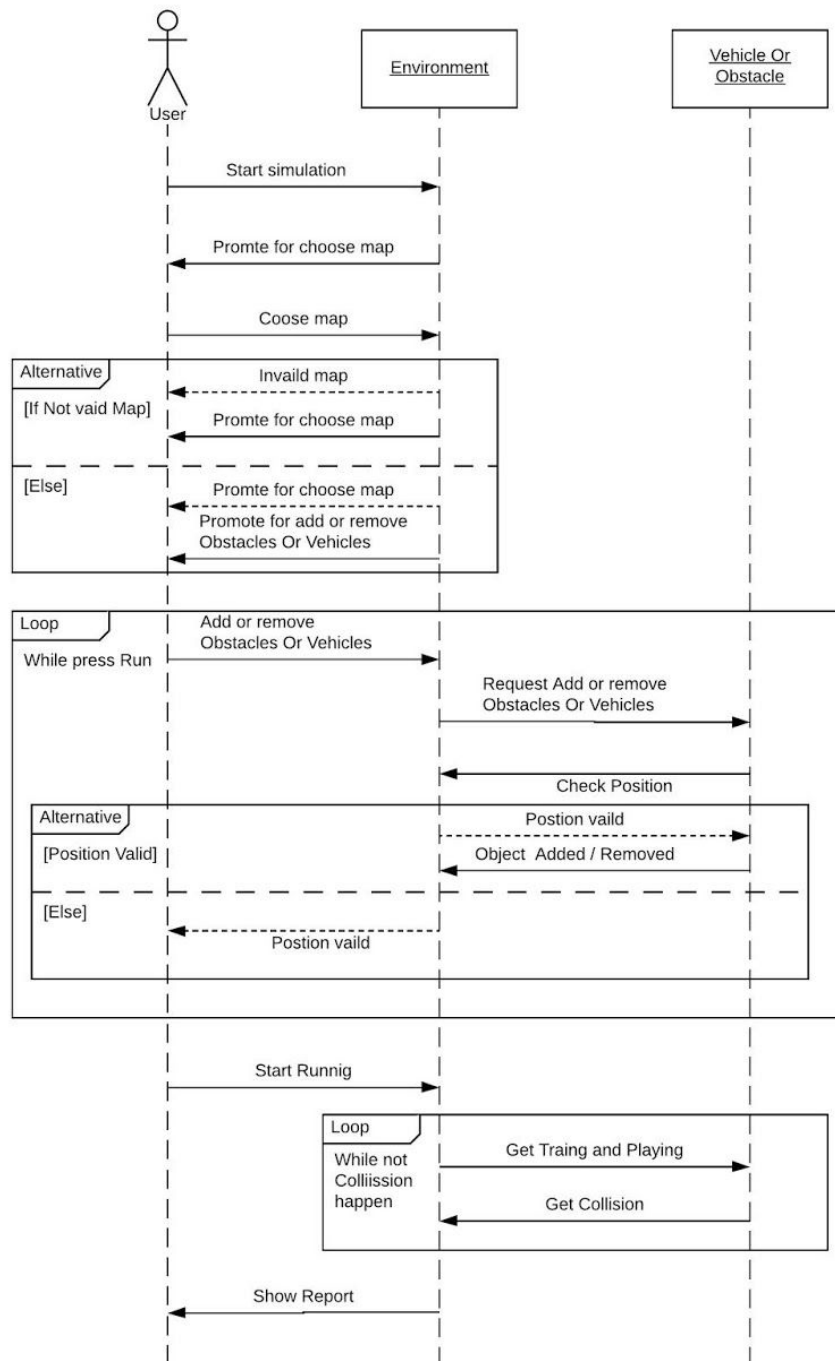 User
Environment
Vehicle Or
Obstacle
Start simulation
Promte for choose map
Coose map
Alternative
Invaild map
[If Not vaid Map]
Promte for choose map
[Else]
Promte for choose map
Promote for add or remove
Obstacles Or Vehicles
Loop
Add or remove
Obstacles Or Vehicles
While press Run
Request Add or remove
Obstacles Or Vehicles
Check Position
Alternative
Postion vaild
[Position Valid]
Object Added / Removed
[Else]
Postion vaild
Start Runnig
Loop
While not
Colliission
happen
Get Traing and Playing
Get Collision
Show Report